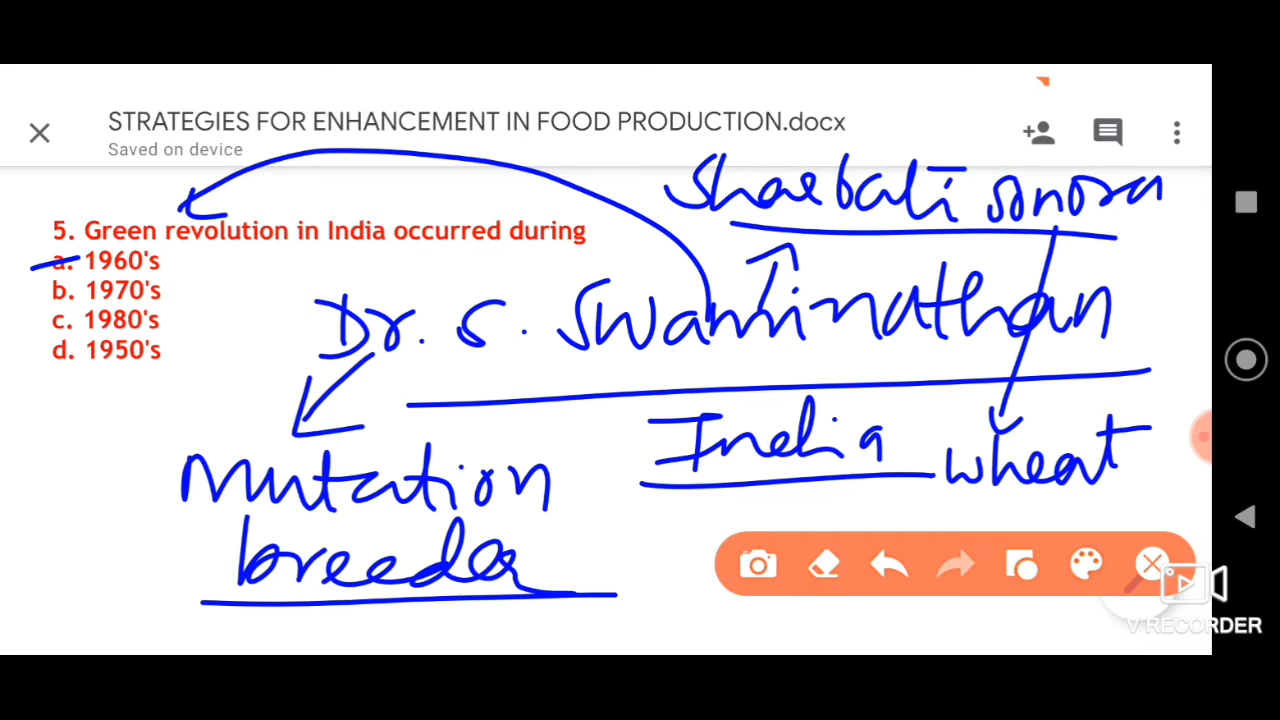 STRATEGIES FOR ENHANCEMENT IN FOOD PRODUCTION.docx
Saved on device
Sharbati sonora
5. Green revolution in India occurred during
a. 1960's
b. 1970's
c. 1980's
d. 1950's
Dr. S. Swaminathan
India
wheat
Mutation
breeder
V RECORDER